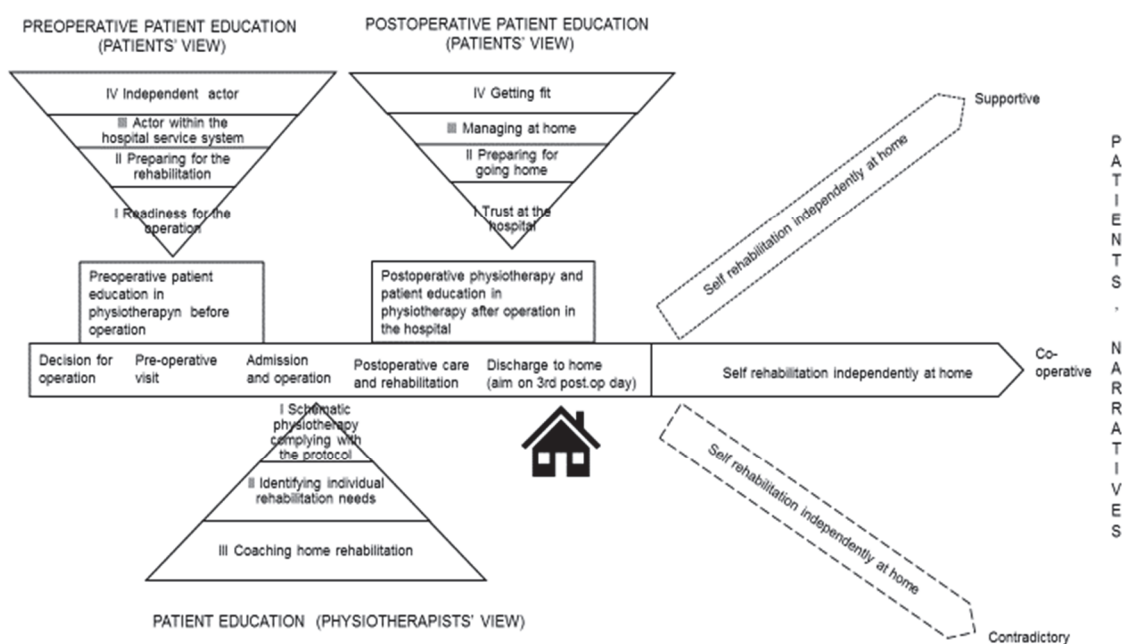 PREOPERATIVE PATIENT EDUCATION
(PATIENTS' VIEW)
IV Independent actor
III Actor within the
hospital service system
II Preparing for the
rehabilitation
I Readiness for the
operation
POSTOPERATIVE PATIENT EDUCATION
(PATIENTS' VIEW)
IV Getting fit
III Managing at home
II Preparing for
going home
I Trust at the
hospital
Preoperative patient
education in
physiotherapyn before
operation
Postoperative physiotherapy and
patient education in
physiotherapy after operation in
the hospital
Decision for
operation
Pre-operative
visit
Admission
and operation
Postoperative care
and rehabilitation
Discharge to home
(aim on 3rd post.op day)
Self rehabilitation independently at home
Supportive
Self rehabilitation independently at home
Co-
operative
Self rehabilitation independently at home
Contradictory
PATIENTS' NARRATIVES
I Schematic
physiotherapy
complying with
the protocol
II Identifying individual
rehabilitation needs
III Coaching home rehabilitation
PATIENT EDUCATION (PHYSIOTHERAPISTS' VIEW)